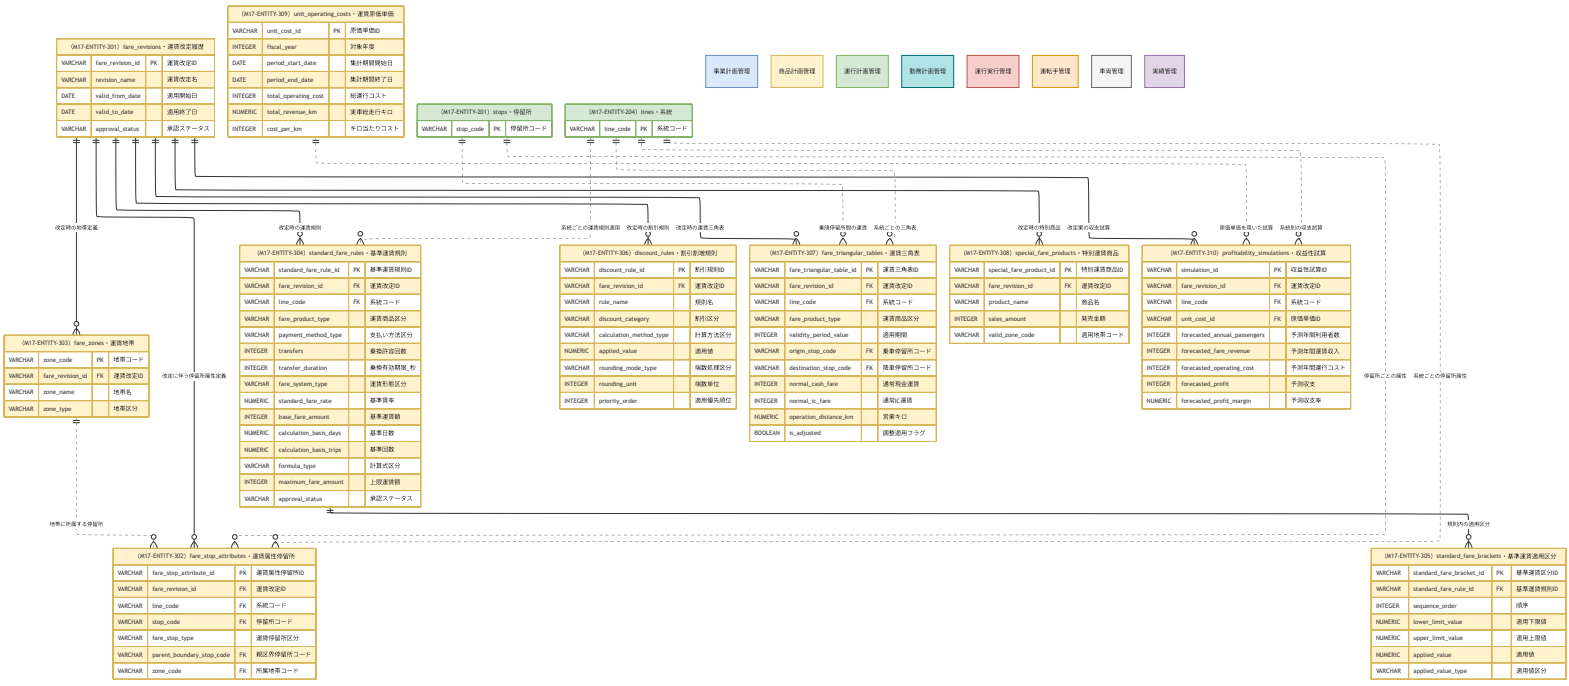 （M17-ENTITY-301）fare_revisions・運賃改定履歴
VARCHAR fare_revision_id PK 運賃改定ID
VARCHAR revision_name 運賃改定名
DATE valid_from_date 適用開始日
DATE valid_to_date 適用終了日
VARCHAR approval_status 承認ステータス
（M17-ENTITY-309）unit_operating_costs・運賃原価単価
VARCHAR unit_cost_id PK 原価単価ID
INTEGER fiscal_year 対象年度
DATE period_start_date 集計期間開始日
DATE period_end_date 集計期間終了日
INTEGER total_operating_cost 総運行コスト
NUMERIC total_revenue_km 実車総走行キロ
INTEGER cost_per_km キロ当たりコスト
（M17-ENTITY-201）stops・停留所
VARCHAR stop_code PK 停留所コード
（M17-ENTITY-204）lines・系統
VARCHAR line_code PK 系統コード
事業計画管理
商品計画管理
運行計画管理
勤務計画管理
運行実行管理
運転手管理
車両管理
実績管理
改定時の地帯定義
改定時の運賃規則
系統ごとの運賃規則適用
改定時の割引規則
改定時の運賃三角表
乗降停留所間の運賃
系統ごとの三角表
改定時の特別商品
改定案の収支試算
原価単価を用いた試算
系統別の収支試算
（M17-ENTITY-304）standard_fare_rules・基準運賃規則
VARCHAR standard_fare_rule_id PK 基準運賃規則ID
VARCHAR fare_revision_id FK 運賃改定ID
VARCHAR line_code FK 系統コード
VARCHAR fare_product_type 運賃商品区分
VARCHAR payment_method_type 支払い方法区分
INTEGER transfers 乗換許容回数
INTEGER transfer_duration 乗換有効期限_秒
VARCHAR fare_system_type 運賃形態区分
NUMERIC standard_fare_rate 基準賃率
INTEGER base_fare_amount 基準運賃額
NUMERIC calculation_basis_days 基準日数
NUMERIC calculation_basis_trips 基準回数
VARCHAR formula_type 計算式区分
INTEGER maximum_fare_amount 上限運賃額
VARCHAR approval_status 承認ステータス
（M17-ENTITY-306）discount_rules・割引割増規則
VARCHAR discount_rule_id PK 割引規則ID
VARCHAR fare_revision_id FK 運賃改定ID
VARCHAR rule_name 規則名
VARCHAR discount_category 割引区分
VARCHAR calculation_method_type 計算方法区分
NUMERIC applied_value 適用値
VARCHAR rounding_mode_type 端数処理区分
INTEGER rounding_unit 端数単位
INTEGER priority_order 適用優先順位
（M17-ENTITY-307）fare_triangular_tables・運賃三角表
VARCHAR fare_triangular_table_id PK 運賃三角表ID
VARCHAR fare_revision_id FK 運賃改定ID
VARCHAR line_code FK 系統コード
VARCHAR fare_product_type 運賃商品区分
INTEGER validity_period_value 適用期間
VARCHAR origin_stop_code FK 乗車停留所コード
VARCHAR destination_stop_code FK 降車停留所コード
INTEGER normal_cash_fare 通常現金運賃
INTEGER normal_ic_fare 通常IC運賃
NUMERIC operation_distance_km 営業キロ
BOOLEAN is_adjusted 調整適用フラグ
（M17-ENTITY-308）special_fare_products・特別運賃商品
VARCHAR special_fare_product_id PK 特別運賃商品ID
VARCHAR fare_revision_id FK 運賃改定ID
VARCHAR product_name 商品名
INTEGER sales_amount 発売金額
VARCHAR valid_zone_code 適用地帯コード
（M17-ENTITY-310）profitability_simulations・収益性試算
VARCHAR simulation_id PK 収益性試算ID
VARCHAR fare_revision_id FK 運賃改定ID
VARCHAR line_code FK 系統コード
VARCHAR unit_cost_id FK 原価単価ID
INTEGER forecasted_annual_passengers 予測年間利用者数
INTEGER forecasted_fare_revenue 予測年間運賃収入
INTEGER forecasted_operating_cost 予測年間運行コスト
INTEGER forecasted_profit 予測収支
NUMERIC forecasted_profit_margin 予測収支率
（M17-ENTITY-303）fare_zones・運賃地帯
VARCHAR zone_code PK 地帯コード
VARCHAR fare_revision_id FK 運賃改定ID
VARCHAR zone_name 地帯名
VARCHAR zone_type 地帯区分
改定に伴う停留所属性定義
停留所ごとの属性
系統ごとの停留所属性
地帯に所属する停留所
規則内の適用区分
（M17-ENTITY-302）fare_stop_attributes・運賃属性停留所
VARCHAR fare_stop_attribute_id PK 運賃属性停留所ID
VARCHAR fare_revision_id FK 運賃改定ID
VARCHAR line_code FK 系統コード
VARCHAR stop_code FK 停留所コード
VARCHAR fare_stop_type 運賃停留所区分
VARCHAR parent_boundary_stop_code FK 親区界停留所コード
VARCHAR zone_code FK 所属地帯コード
（M17-ENTITY-305）standard_fare_brackets・基準運賃適用区分
VARCHAR standard_fare_bracket_id PK 基準運賃区分ID
VARCHAR standard_fare_rule_id FK 基準運賃規則ID
INTEGER sequence_order 順序
NUMERIC lower_limit_value 適用下限値
NUMERIC upper_limit_value 適用上限値
NUMERIC applied_value 適用値
VARCHAR applied_value_type 適用値区分